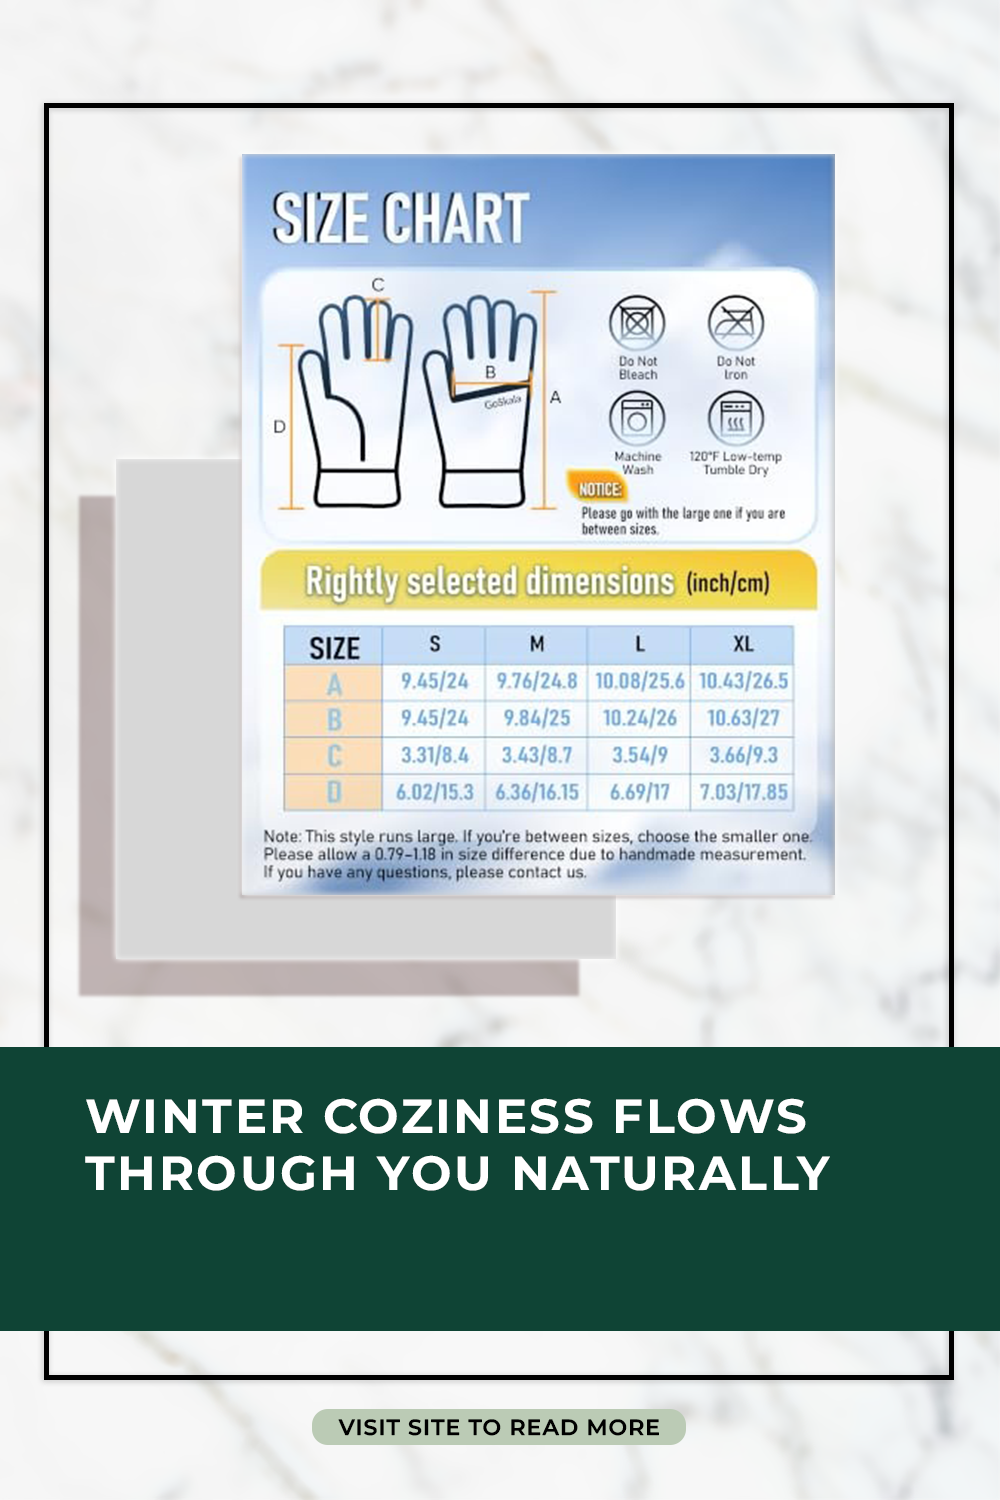 SIZE CHART
C
B
GoSkala
A
D
Do Not
Bleach
Do Not
Iron
Machine
Wash
120°F Low-temp
Tumble Dry
NOTICE:
Please go with the large one if you are
between sizes.
Rightly selected dimensions (inch/cm)
SIZE S M L XL
A 9.45/24 9.76/24.8 10.08/25.6 10.43/26.5
B 9.45/24 9.84/25 10.24/26 10.63/27
C 3.31/8.4 3.43/8.7 3.54/9 3.66/9.3
D 6.02/15.3 6.36/16.15 6.69/17 7.03/17.85
Note: This style runs large. If you're between sizes, choose the smaller one.
Please allow a 0.79-1.18 in size difference due to handmade measurement.
If you have any questions, please contact us.
WINTER COZINESS FLOWS
THROUGH YOU NATURALLY
VISIT SITE TO READ MORE